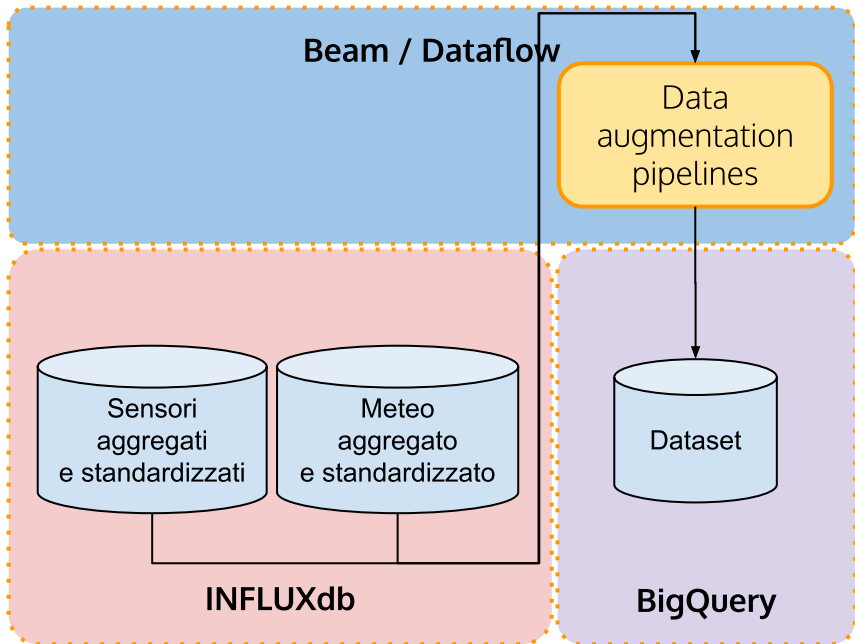 Beam / Dataflow
Data
augmentation
pipelines
Sensori
aggregati
e standardizzati
Meteo
aggregato
e standardizzato
Dataset
INFLUXdb
BigQuery